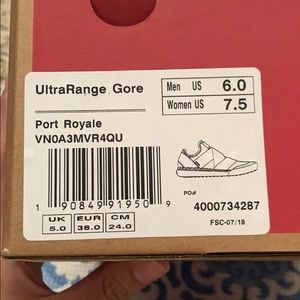 UltraRange Gore
Men US 6.0
Women US 7.5
Port Royale
VN0A3MVR4QU
1 90849 91950 9
UK EUR CM
5.0 38.0 24.0
PO#
4000734287
FSC-07/18